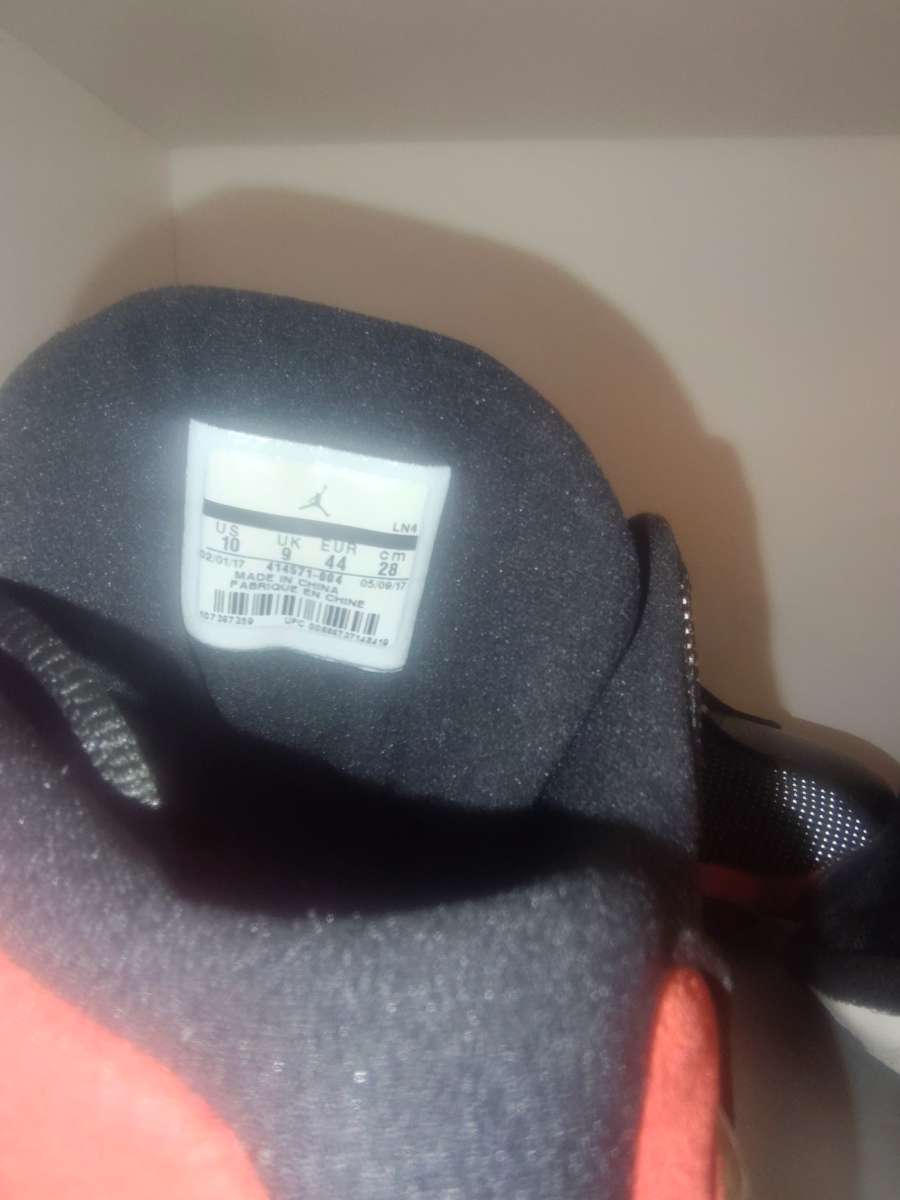 LN4
US UK EUR cm
10 9 44 28
02/01/17 414571-004 05/09/17
MADE IN CHINA
FABRIQUE EN CHINE
UPC